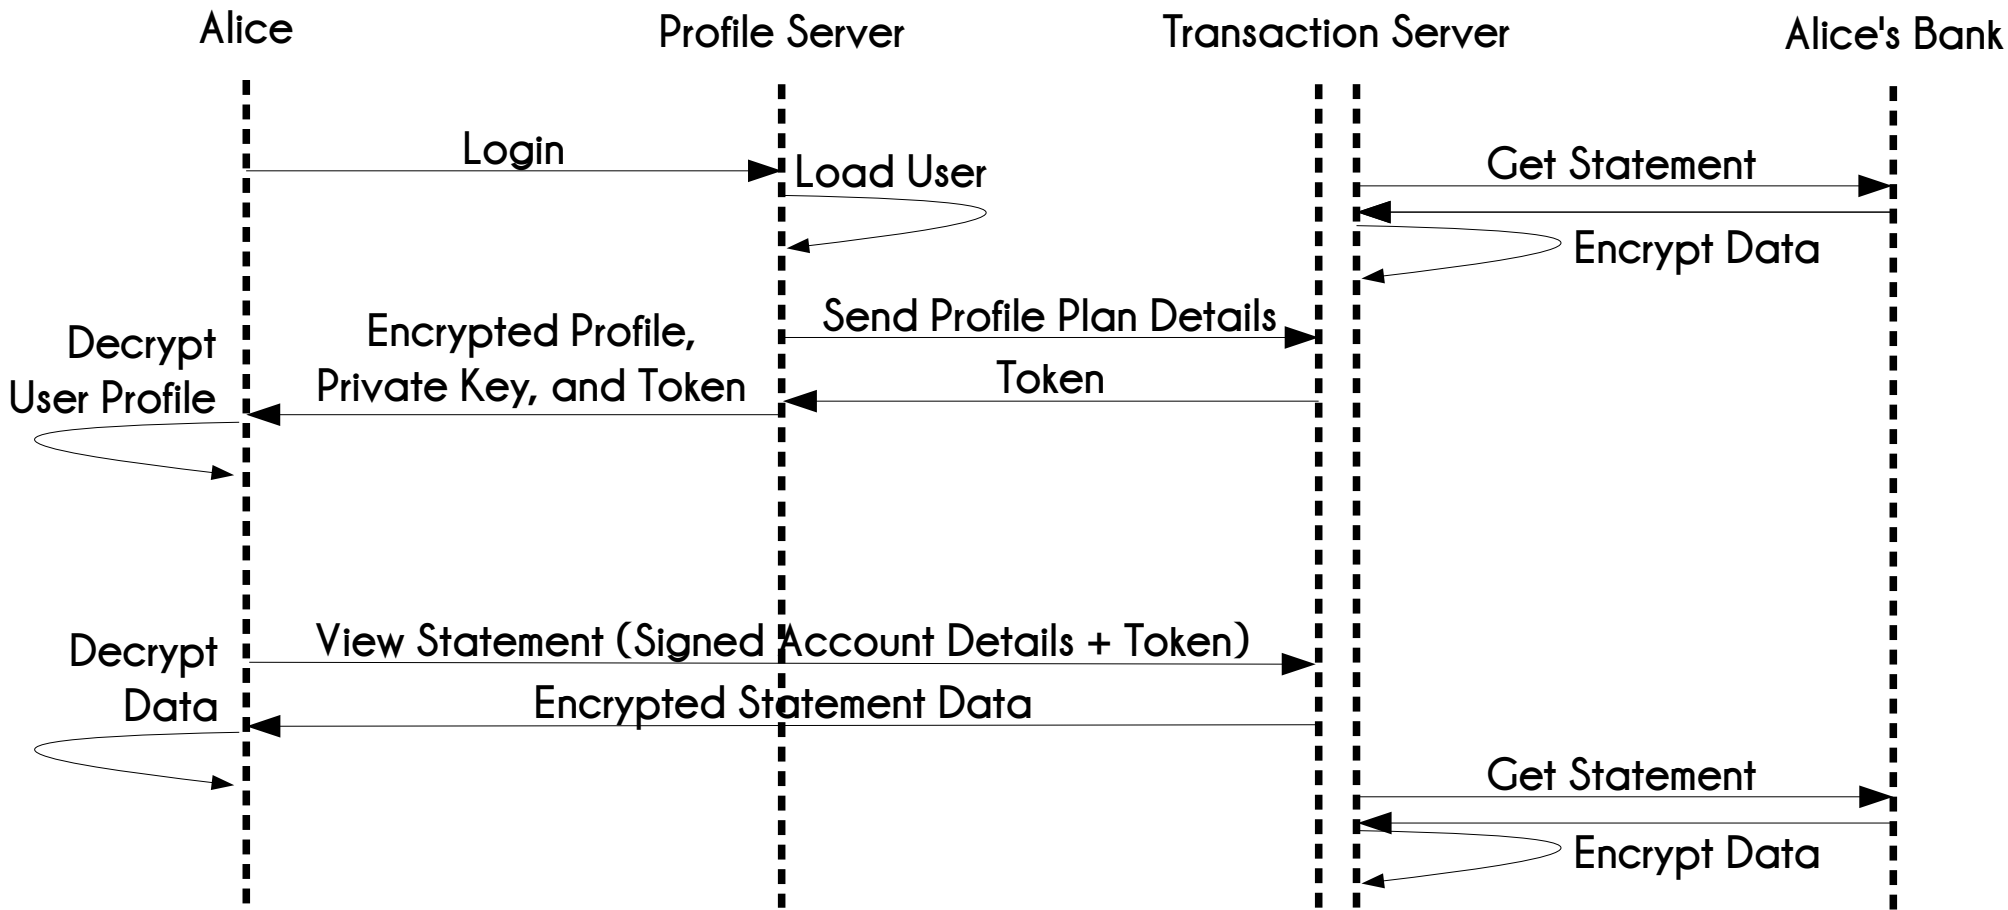 Alice
Profile Server
Transaction Server
Alice's Bank
Login
Load User
Get Statement
Encrypt Data
Send Profile Plan Details
Decrypt
User Profile
Encrypted Profile,
Private Key, and Token
Token
View Statement (Signed Account Details + Token)
Decrypt
Data
Encrypted Statement Data
Get Statement
Encrypt Data